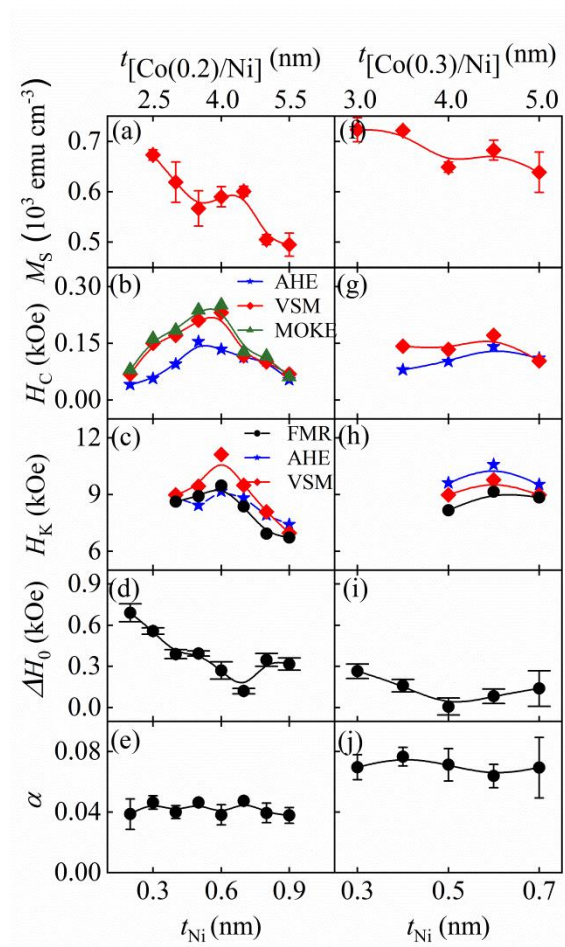 t[Co(0.2)/Ni] (nm)
t[Co(0.3)/Ni] (nm)
2.5 4.0 5.5
3.0 4.0 5.0
(a)
(f)
0.7
0.6
0.5
MS (10³ emu cm⁻³)
(b)
AHE
VSM
MOKE
(g)
0.30
0.15
0.00
HC (kOe)
(c)
FMR
AHE
VSM
(h)
12
9
6
HK (kOe)
(d)
(i)
0.9
0.6
0.3
0.0
ΔH0 (kOe)
(e)
(j)
0.08
0.04
0.00
α
0.3 0.6 0.9
0.3 0.5 0.7
tNi (nm)
tNi (nm)